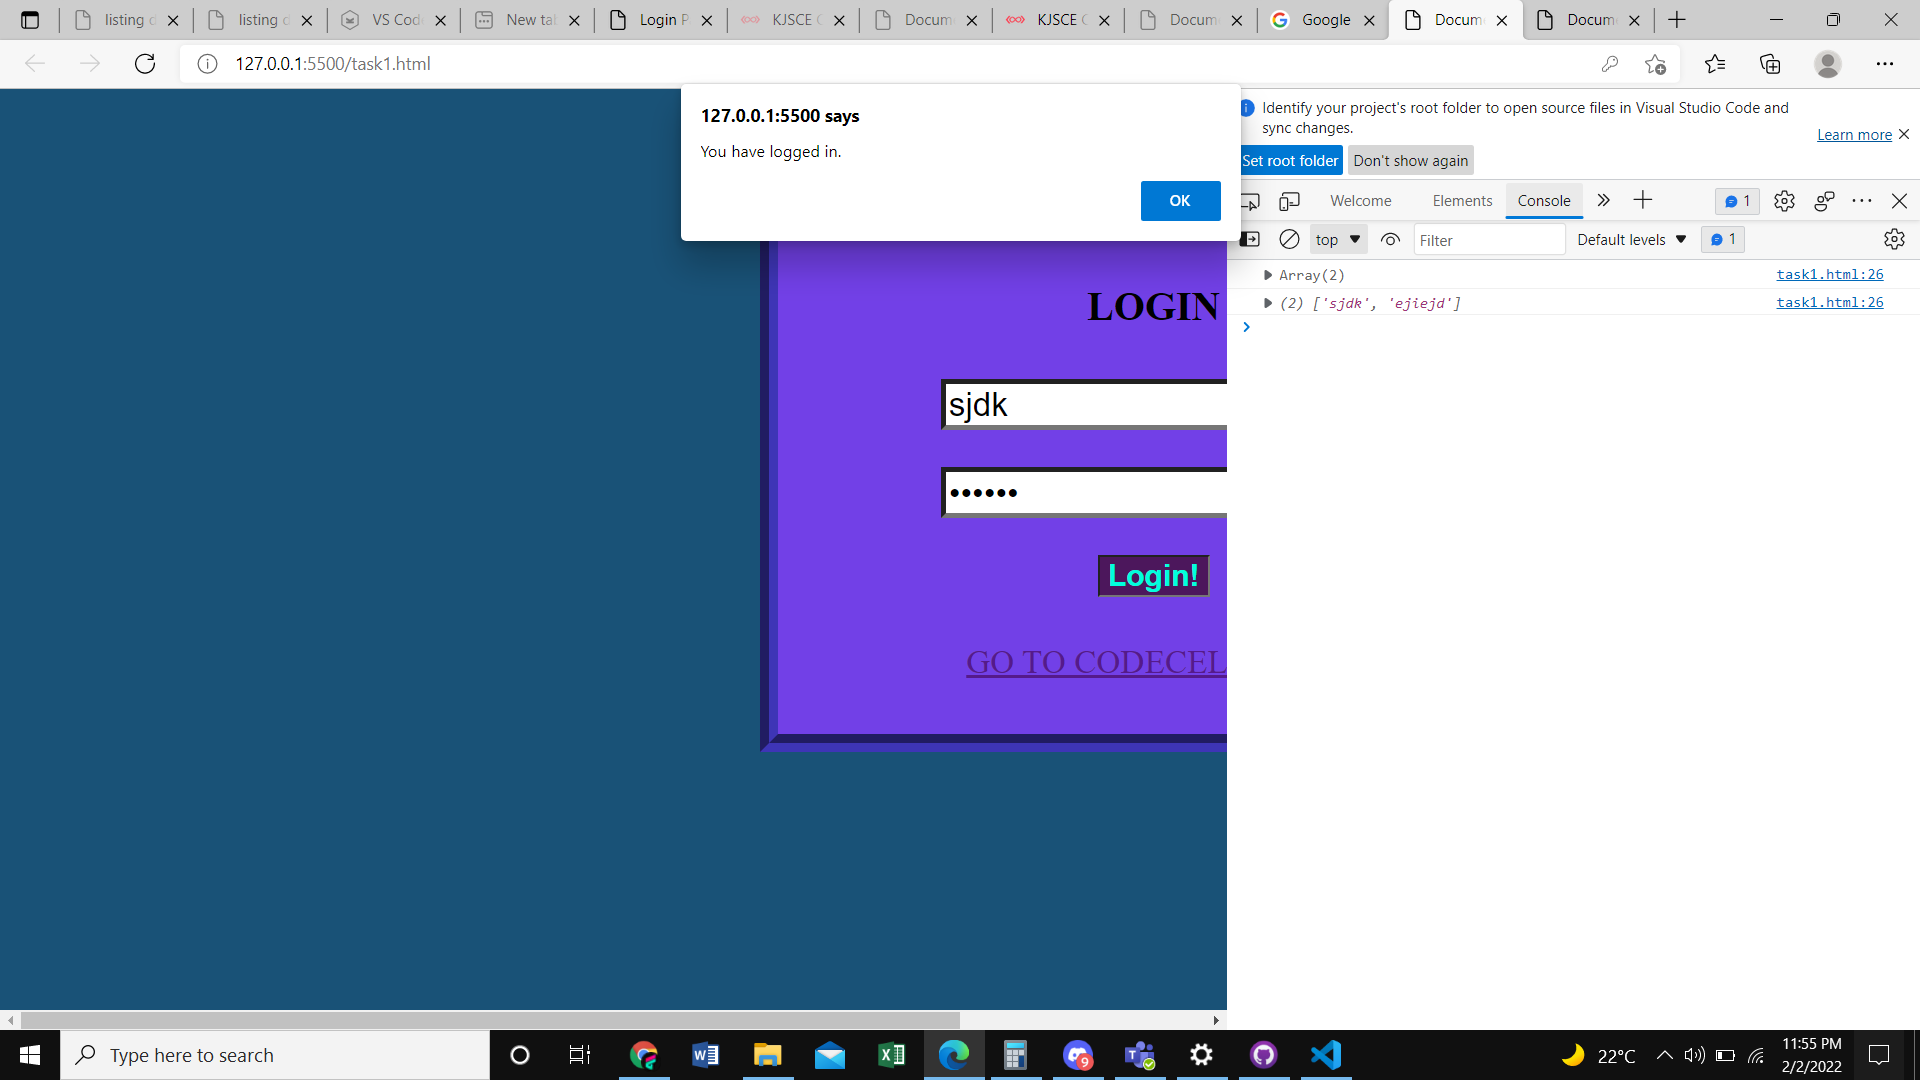 listing d
listing d
VS Code
New tab
Login P
KJSCE C
Docum
KJSCE C
Docum
Google
Docum
Docum
127.0.0.1:5500/task1.html
127.0.0.1:5500 says
You have logged in.
OK
Identify your project's root folder to open source files in Visual Studio Code and
sync changes.
Learn more
Set root folder
Don't show again
Welcome
Elements
Console
1
top
Filter
Default levels
1
Array(2)
task1.html:26
(2) ['sjdk', 'ejiejd']
task1.html:26
LOGIN
sjdk
Login!
GO TO CODECEL
Type here to search
9
22°C
11:55 PM
2/2/2022